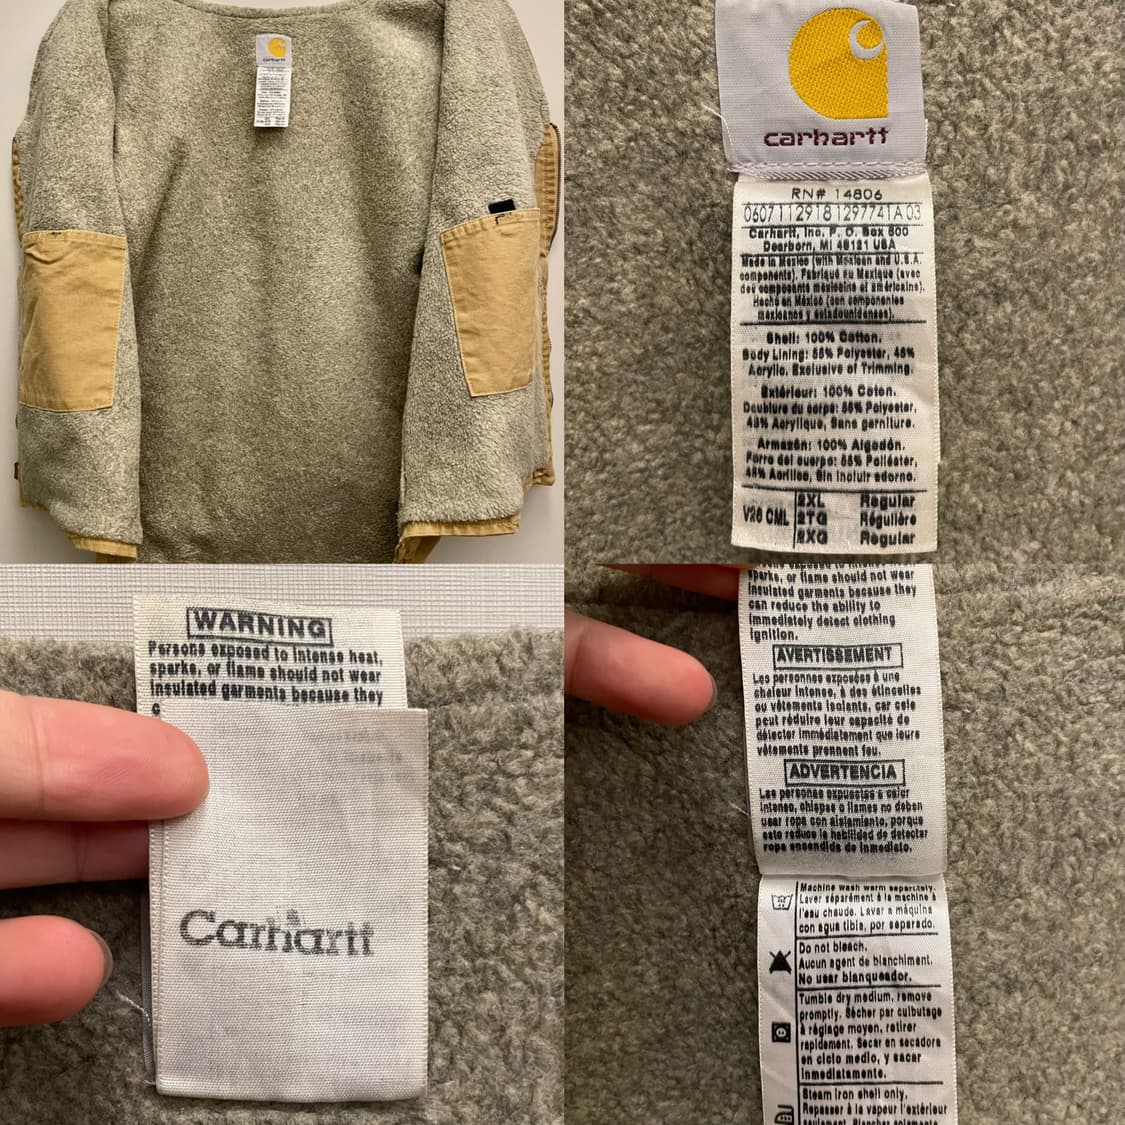 carhartt
carhartt
RN# 14806
0607112918 1297741A03
Carhartt, Inc. P. O. Box 600
Dearborn, MI 48121 USA
Made in Mexico (with Mexican and U.S.A.
components). Fabriqué au Mexique (avec
des composants mexicains et américains).
Hecho en México (con componentes
mexicanos y estadounidenses).
Shell: 100% Cotton.
Body Lining: 55% Polyester, 45%
Acrylic. Exclusive of Trimming.
Extérieur: 100% Coton.
Doublure du corps: 55% Polyester,
45% Acrylique, Sans garniture.
Armazón: 100% Algodón.
Forro del cuerpo: 55% Poliéster,
45% Acrílico, Sin incluir adorno.
V26 CML
2XL Regular
2TG Régulière
2XG Regular
WARNING
Persons exposed to intense heat,
sparks, or flame should not wear
insulated garments because they
c
Carhartt
sparks, or flame should not wear
insulated garments because they
can reduce the ability to
immediately detect clothing
ignition.
AVERTISSEMENT
Les personnes exposées à une
chaleur intense, à des étincelles
ou vêtements isolants, car cela
peut réduire leur capacité de
détecter immédiatement que leurs
vêtements prennent feu.
ADVERTENCIA
Las personas expuestas a calor
intenso, chispas o llamas no deben
usar ropa con aislamiento, porque
esto reduce la habilidad de detectar
ropa encendida de inmediato.
Machine wash warm separately.
Laver séparément à la machine à
l'eau chaude. Lavar a máquina
con agua tibia, por separado.
Do not bleach.
Aucun agent de blanchiment.
No usar blanqueador.
Tumble dry medium, remove
promptly. Sécher par culbutage
à réglage moyen, retirer
rapidement. Secar en secadora
en ciclo medio, y sacar
inmediatamente.
Steam iron shell only.
Repasser à la vapeur l'extérieur
seulement. Planchar solamente